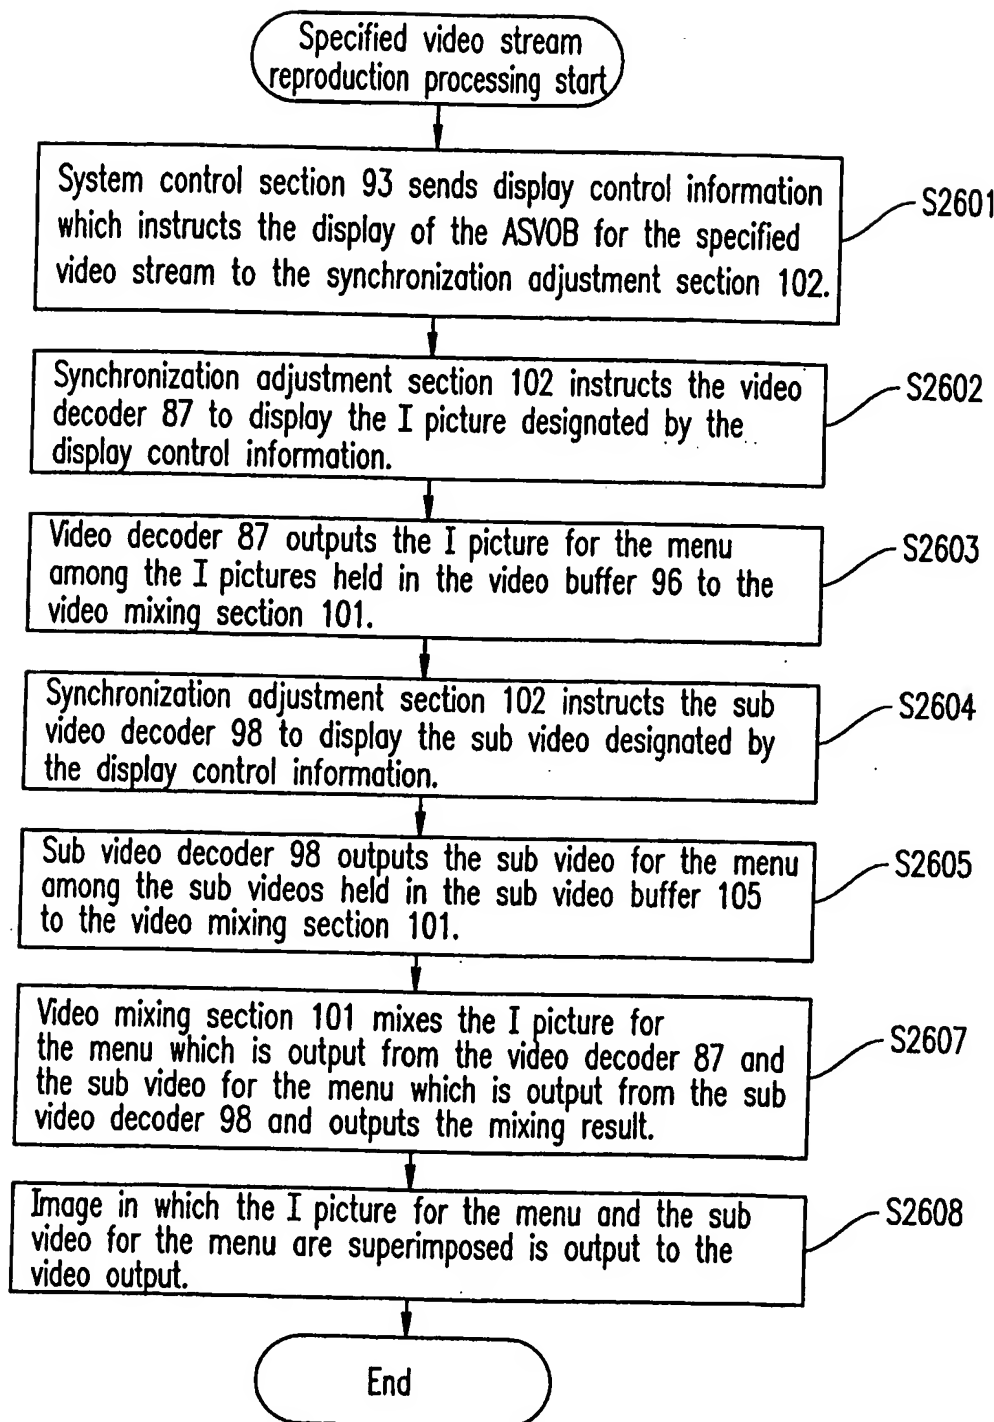 Specified video stream
reproduction processing start
System control section 93 sends display control information
which instructs the display of the ASVOB for the specified
video stream to the synchronization adjustment section 102.
S2601
Synchronization adjustment section 102 instructs the video
decoder 87 to display the I picture designated by the
display control information.
S2602
Video decoder 87 outputs the I picture for the menu
among the I pictures held in the video buffer 96 to the
video mixing section 101.
S2603
Synchronization adjustment section 102 instructs the sub
video decoder 98 to display the sub video designated by
the display control information.
S2604
Sub video decoder 98 outputs the sub video for the menu
among the sub videos held in the sub video buffer 105
to the video mixing section 101.
S2605
Video mixing section 101 mixes the I picture for
the menu which is output from the video decoder 87 and
the sub video for the menu which is output from the sub
video decoder 98 and outputs the mixing result.
S2607
Image in which the I picture for the menu and the sub
video for the menu are superimposed is output to the
video output.
S2608
End